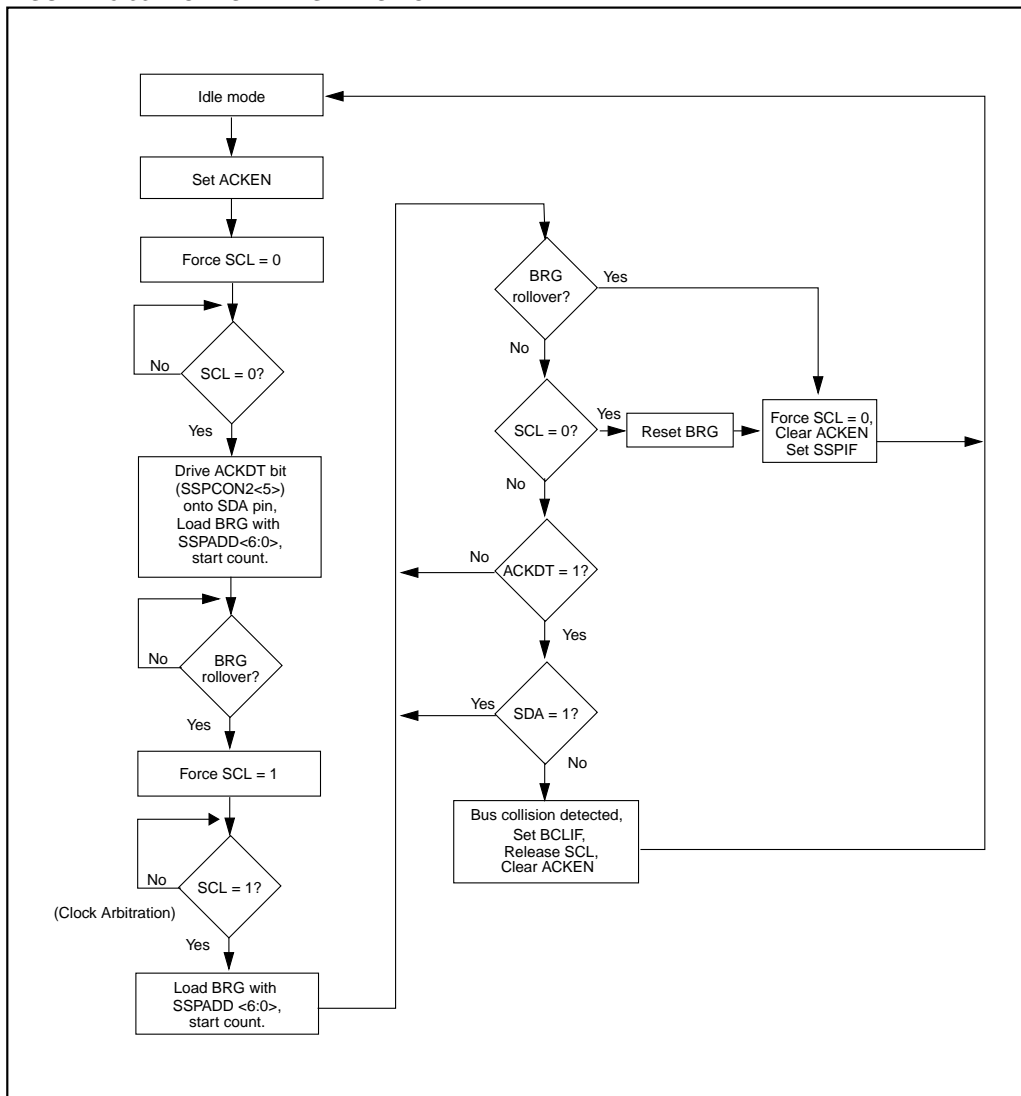 Idle mode
Set ACKEN
Force SCL = 0
No
SCL = 0?
Yes
Drive ACKDT bit
(SSPCON2<5>)
onto SDA pin,
Load BRG with
SSPADD<6:0>,
start count.
No
BRG
rollover?
Yes
Force SCL = 1
No
SCL = 1?
(Clock Arbitration)
Yes
Load BRG with
SSPADD <6:0>,
start count.
BRG
rollover?
Yes
No
SCL = 0?
Yes
Reset BRG
Force SCL = 0,
Clear ACKEN
Set SSPIF
No
ACKDT = 1?
No
Yes
SDA = 1?
Yes
No
Bus collision detected,
Set BCLIF,
Release SCL,
Clear ACKEN